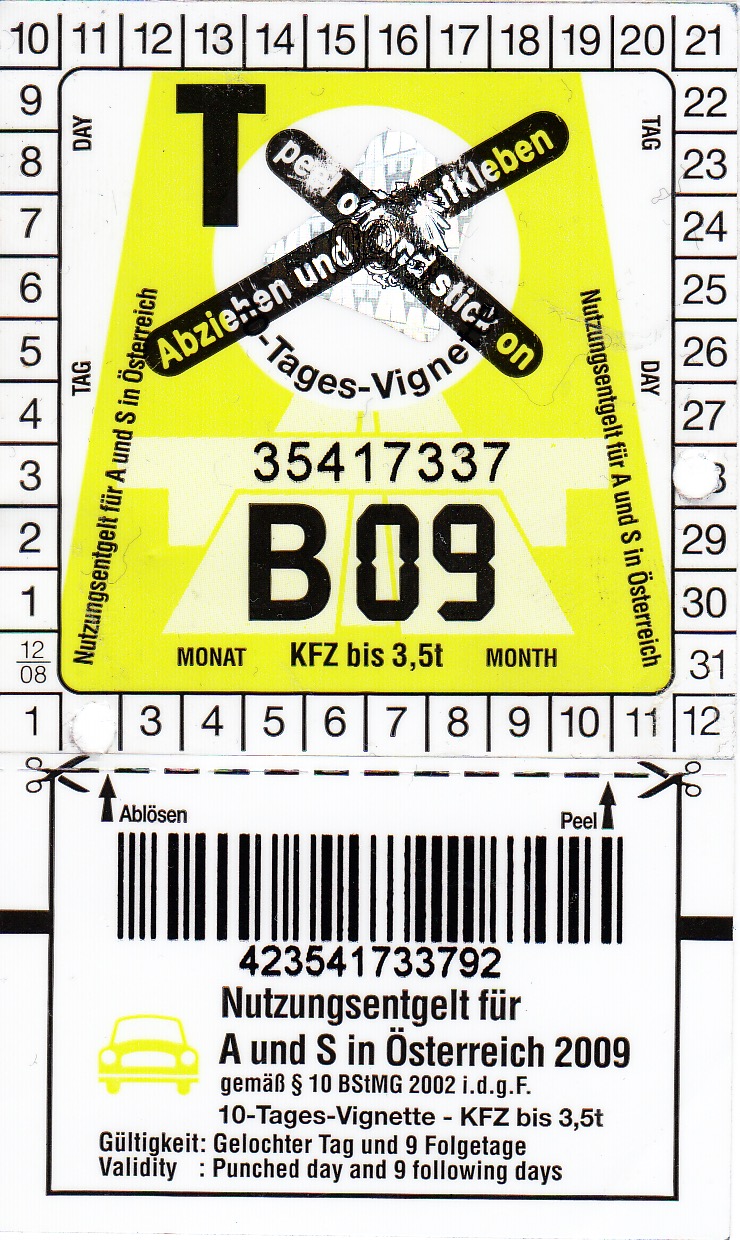 10 11 12 13 14 15 16 17 18 19 20 21
9 DAY T TAG 22
8 23
7 24
6 25
5 26
4 27
3
2 29
1 30
12/08 31
Abziehen und
on
-Tages-
TAG DAY
Nutzungsentgelt für A und S in Österreich
Nutzungsentgelt für A und S in Österreich
35417337
B09
MONAT KFZ bis 3,5t MONTH
1 3 4 5 6 7 8 9 10 11 12
Ablösen Peel
423541733792
Nutzungsentgelt für
A und S in Österreich 2009
gemäß § 10 BStMG 2002 i.d.g.F.
10-Tages-Vignette - KFZ bis 3,5t
Gültigkeit: Gelochter Tag und 9 Folgetage
Validity : Punched day and 9 following days